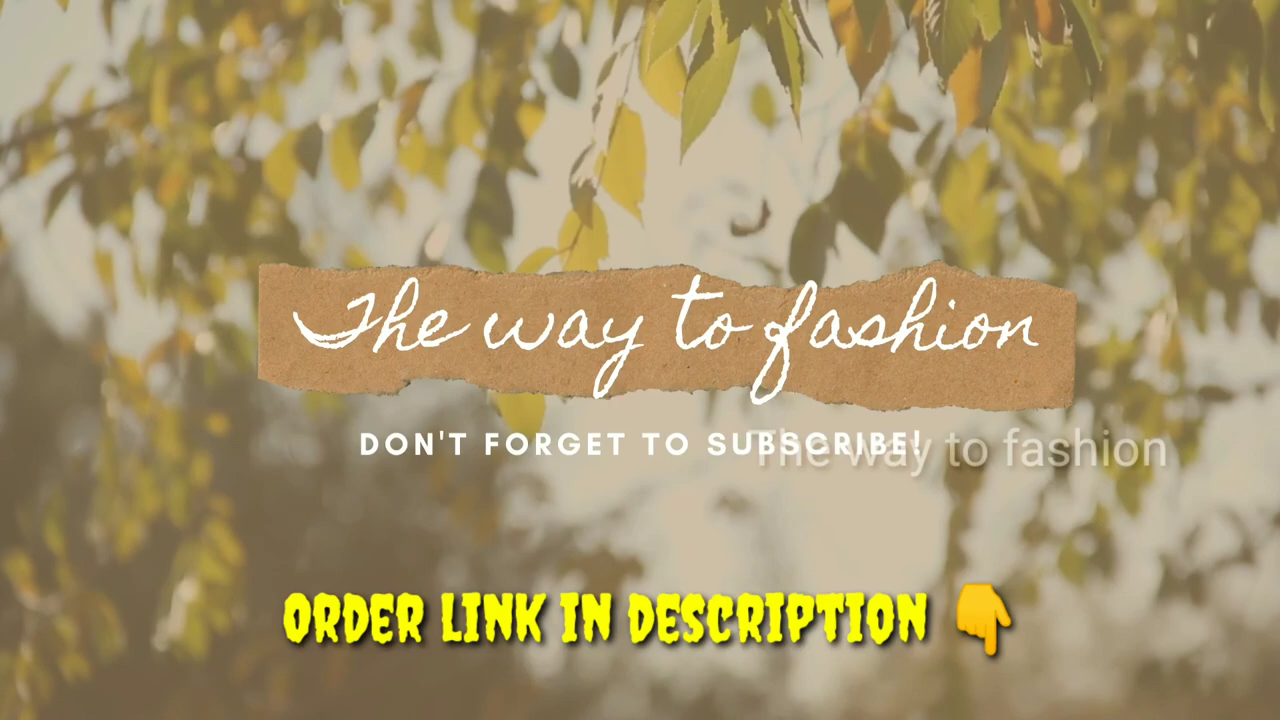 The way to fashion
DON'T FORGET TO SUBSCRIBE!
The way to fashion
ORDER LINK IN DESCRIPTION 👇